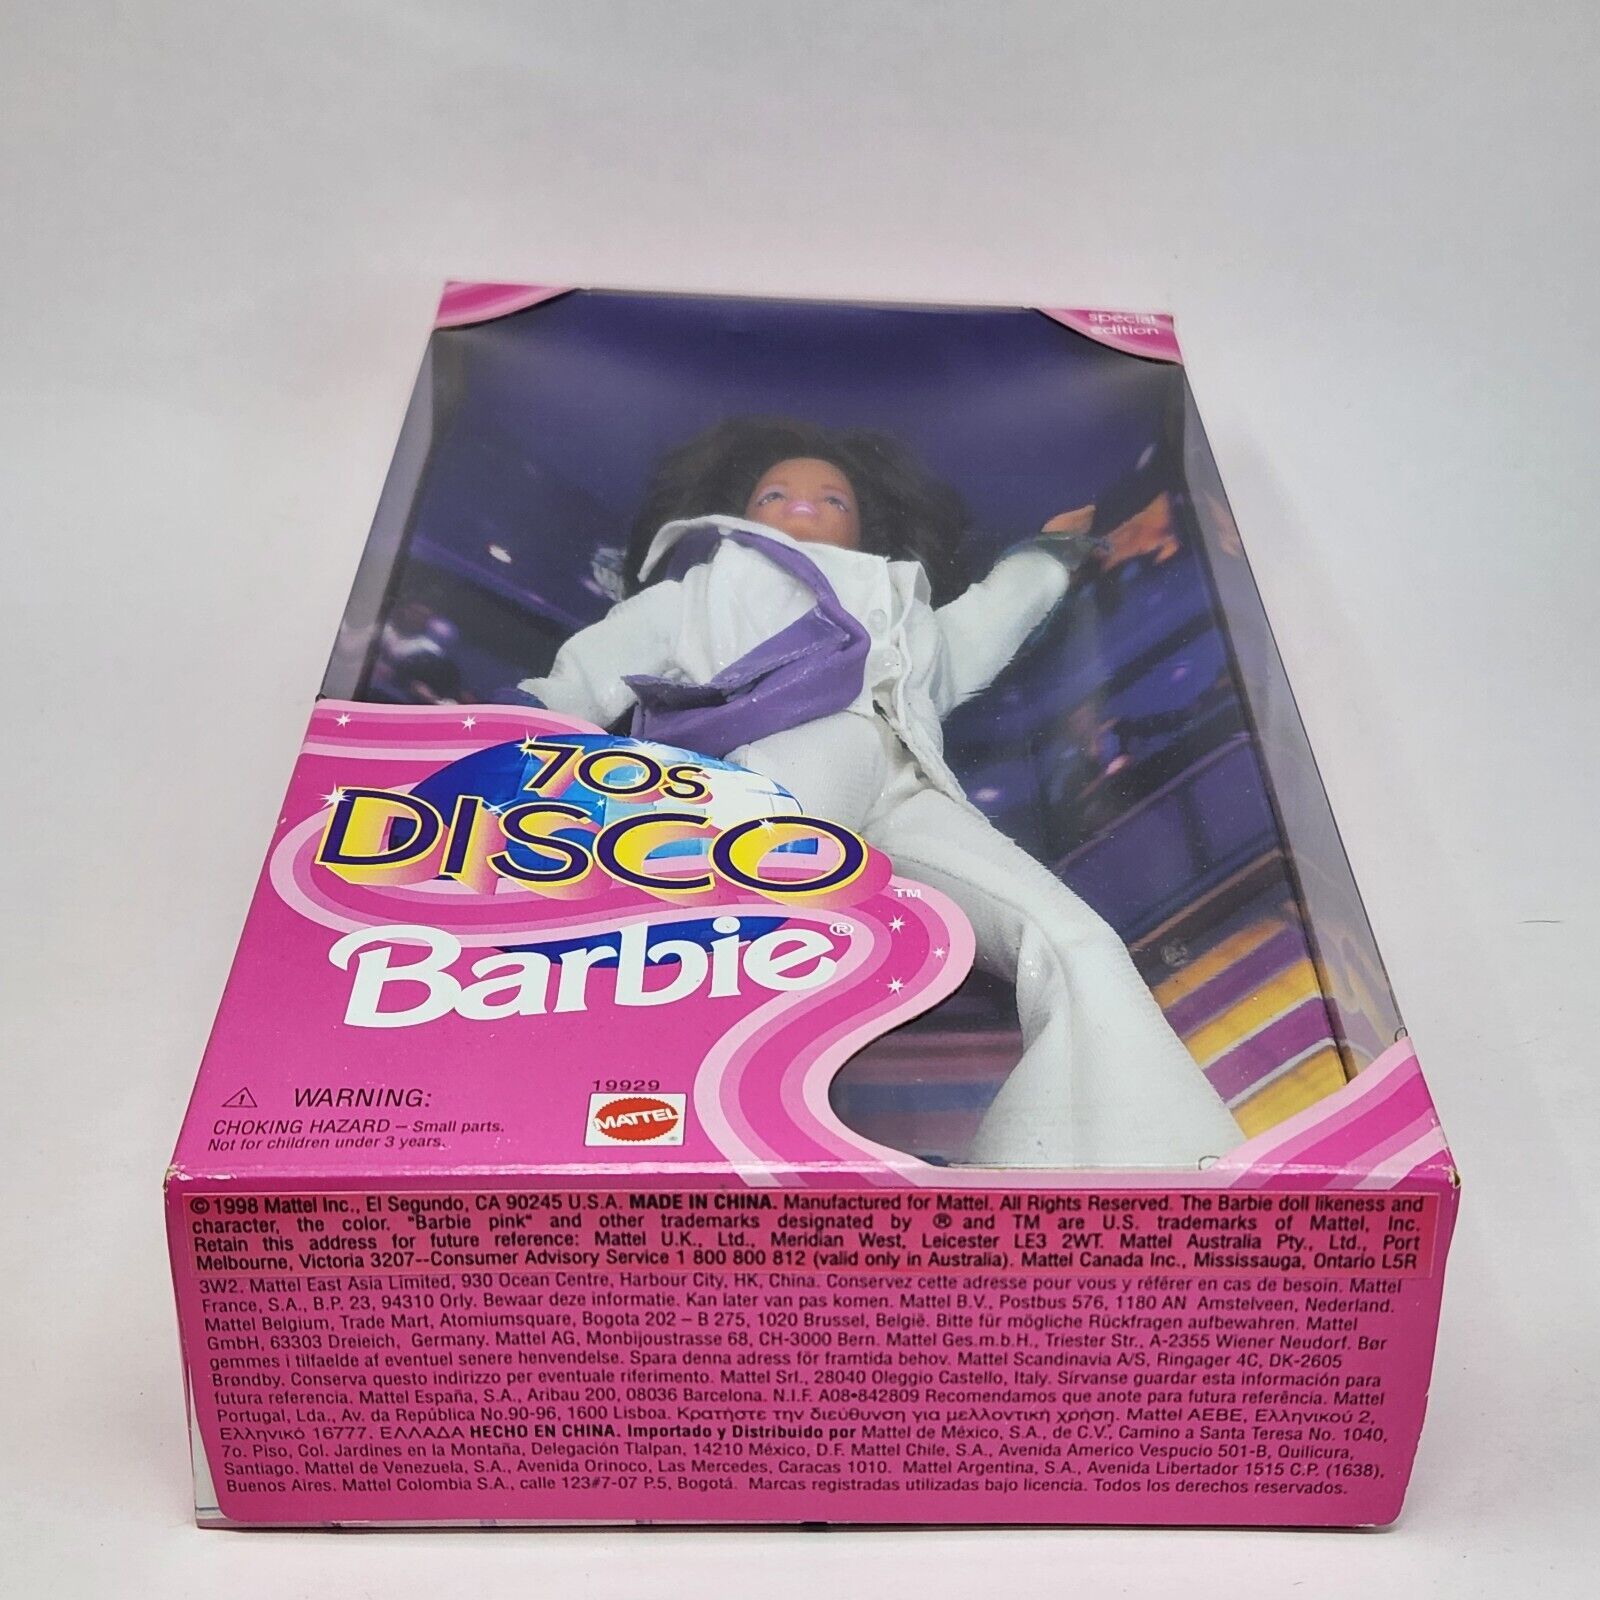 special
edition
70s
DISCO
TM
Barbie®
⚠ WARNING:
CHOKING HAZARD – Small parts.
Not for children under 3 years.
19929
MATTEL
®
©1998 Mattel Inc., El Segundo, CA 90245 U.S.A. MADE IN CHINA. Manufactured for Mattel. All Rights Reserved. The Barbie doll likeness and
character, the color, "Barbie pink" and other trademarks designated by ® and TM are U.S. trademarks of Mattel, Inc.
Retain this address for future reference: Mattel U.K., Ltd., Meridian West, Leicester LE3 2WT. Mattel Australia Pty., Ltd., Port
Melbourne, Victoria 3207--Consumer Advisory Service 1 800 800 812 (valid only in Australia). Mattel Canada Inc., Mississauga, Ontario L5R
3W2. Mattel East Asia Limited, 930 Ocean Centre, Harbour City, HK, China. Conservez cette adresse pour vous y référer en cas de besoin. Mattel
France, S.A., B.P. 23, 94310 Orly. Bewaar deze informatie. Kan later van pas komen. Mattel B.V., Postbus 576, 1180 AN Amstelveen, Nederland.
Mattel Belgium, Trade Mart, Atomiumsquare, Bogota 202 – B 275, 1020 Brussel, België. Bitte für mögliche Rückfragen aufbewahren. Mattel
GmbH, 63303 Dreieich, Germany. Mattel AG, Monbijoustrasse 68, CH-3000 Bern. Mattel Ges.m.b.H., Triester Str., A-2355 Wiener Neudorf. Bør
gemmes i tilfaelde af eventuel senere henvendelse. Spara denna adress för framtida behov. Mattel Scandinavia A/S, Ringager 4C, DK-2605
Brøndby. Conserva questo indirizzo per eventuale riferimento. Mattel Srl., 28040 Oleggio Castello, Italy. Sírvanse guardar esta información para
futura referencia. Mattel España, S.A., Aribau 200, 08036 Barcelona. N.I.F. A08•842809 Recomendamos que anote para futura referência. Mattel
Portugal, Lda., Av. da República No.90-96, 1600 Lisboa. Κρατήστε την διεύθυνση για μελλοντική χρήση. Mattel AEBE, Ελληνικού 2,
Ελληνικό 16777. ΕΛΛΑΔΑ HECHO EN CHINA. Importado y Distribuido por Mattel de México, S.A., de C.V., Camino a Santa Teresa No. 1040,
7o. Piso, Col. Jardines en la Montaña, Delegación Tlalpan, 14210 México, D.F. Mattel Chile, S.A., Avenida Americo Vespucio 501-B, Quilicura,
Santiago. Mattel de Venezuela, S.A., Avenida Orinoco, Las Mercedes, Caracas 1010. Mattel Argentina, S.A., Avenida Libertador 1515 C.P. (1638),
Buenos Aires. Mattel Colombia S.A., calle 123#7-07 P.5, Bogotá. Marcas registradas utilizadas bajo licencia. Todos los derechos reservados.